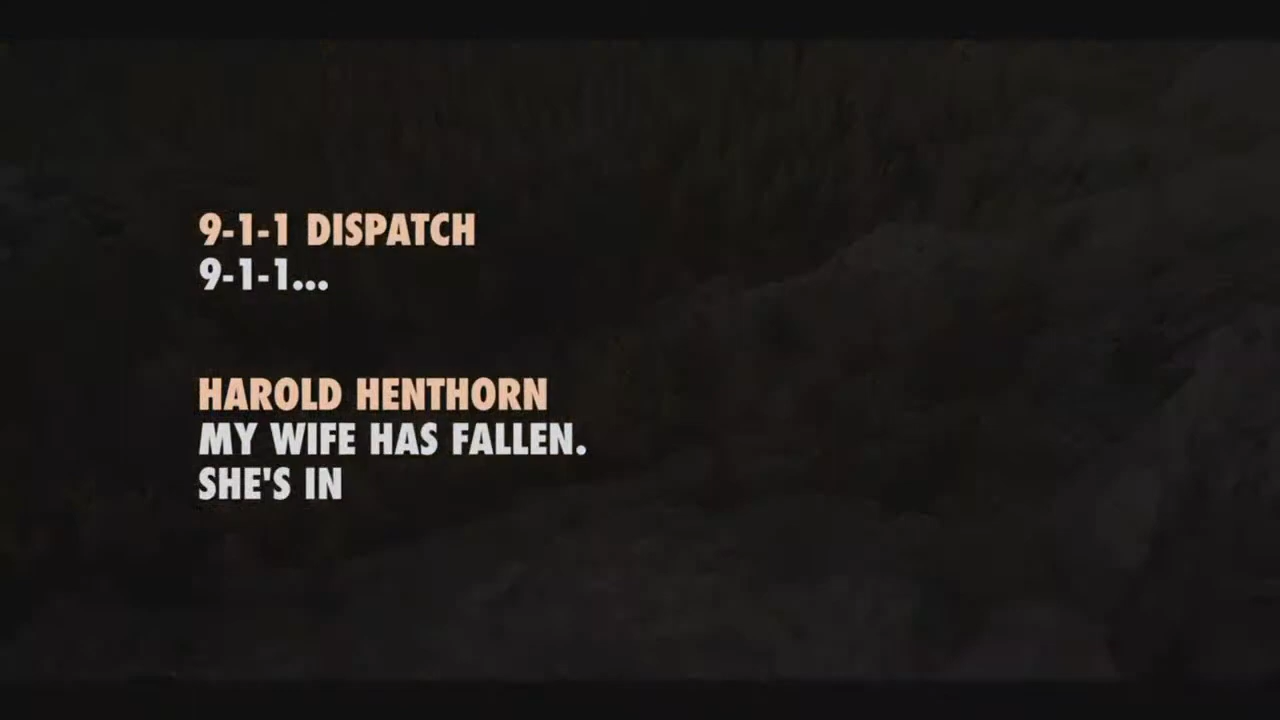 9-1-1 DISPATCH
9-1-1...
HAROLD HENTHORN
MY WIFE HAS FALLEN.
SHE'S IN